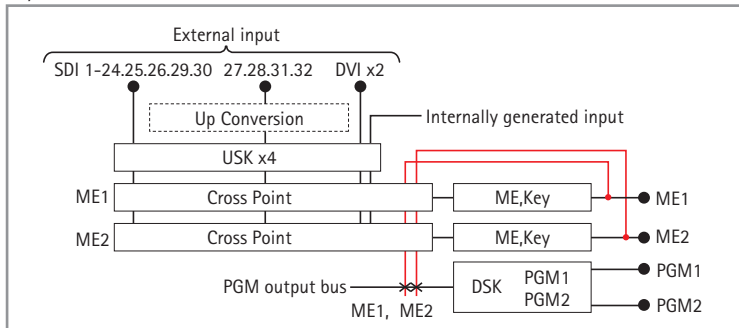 External input
SDI 1-24.25.26.29.30 27.28.31.32 DVI x2
Up Conversion
Internally generated input
USK x4
ME1 Cross Point ME,Key ME1
ME2 Cross Point ME,Key ME2
PGM output bus DSK PGM1 PGM1
PGM2 PGM2
ME1, ME2